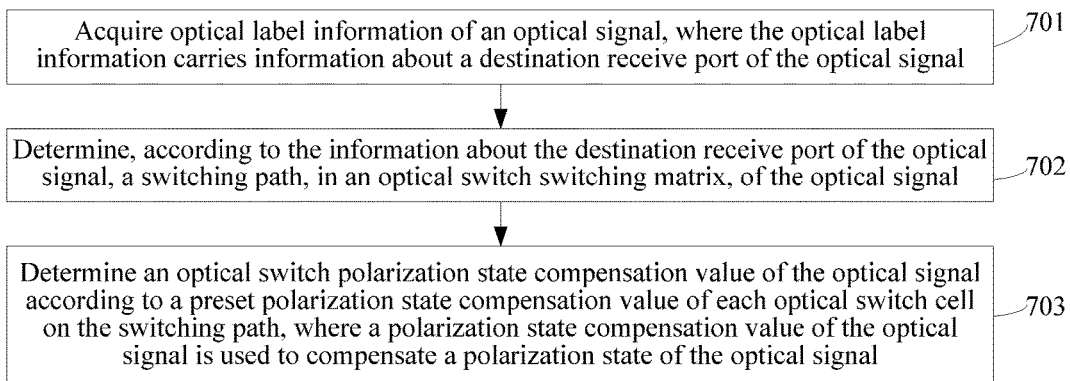 Acquire optical label information of an optical signal, where the optical label
information carries information about a destination receive port of the optical signal
701
Determine, according to the information about the destination receive port of the optical
signal, a switching path, in an optical switch switching matrix, of the optical signal
702
Determine an optical switch polarization state compensation value of the optical signal
according to a preset polarization state compensation value of each optical switch cell
on the switching path, where a polarization state compensation value of the optical
signal is used to compensate a polarization state of the optical signal
703